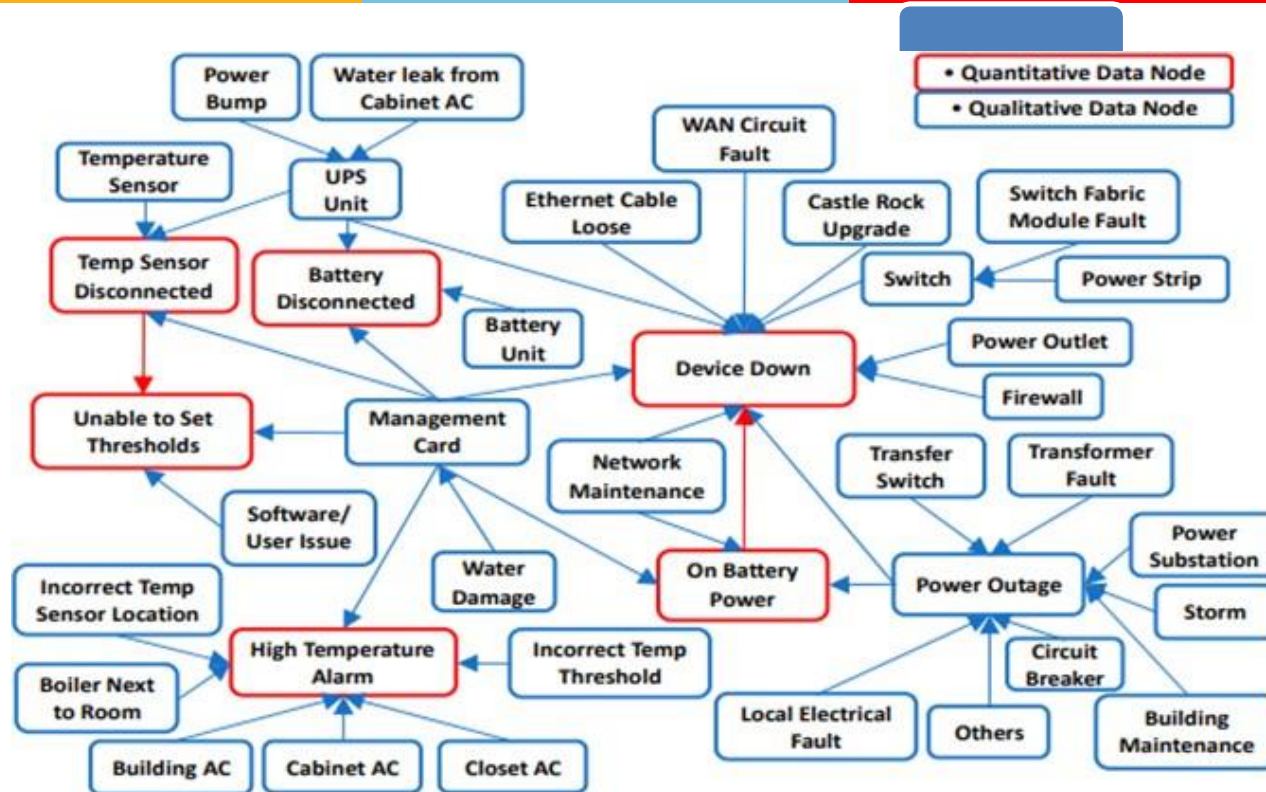 Power
Bump
Water leak from
Cabinet AC
• Quantitative Data Node
• Qualitative Data Node
WAN Circuit
Fault
Temperature
Sensor
UPS
Unit
Ethernet Cable
Loose
Castle Rock
Upgrade
Switch Fabric
Module Fault
Temp Sensor
Disconnected
Battery
Disconnected
Switch
Power Strip
Battery
Unit
Device Down
Power Outlet
Firewall
Unable to Set
Thresholds
Management
Card
Network
Maintenance
Transfer
Switch
Transformer
Fault
Software/
User Issue
Water
Damage
On Battery
Power
Power Outage
Power
Substation
Storm
Incorrect Temp
Sensor Location
High Temperature
Alarm
Incorrect Temp
Threshold
Circuit
Breaker
Boiler Next
to Room
Local Electrical
Fault
Others
Building
Maintenance
Building AC
Cabinet AC
Closet AC